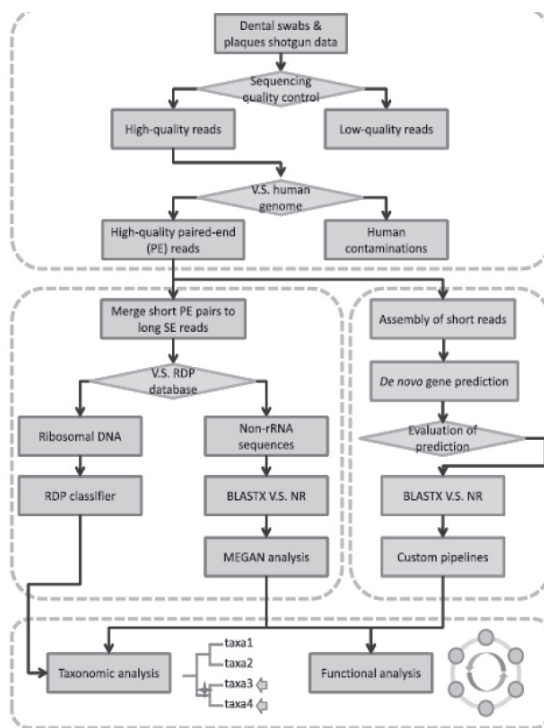 Dental swabs &
plaques shotgun data
Sequencing
quality control
High-quality reads
Low-quality reads
V.S. human
genome
High-quality paired-end
(PE) reads
Human
contaminations
Merge short PE pairs to
long SE reads
Assembly of short reads
V.S. RDP
database
De novo gene prediction
Ribosomal DNA
Non-rRNA
sequences
Evaluation of
prediction
RDP classifier
BLASTX V.S. NR
BLASTX V.S. NR
MEGAN analysis
Custom pipelines
Taxonomic analysis
taxa1
taxa2
taxa3
taxa4
Functional analysis